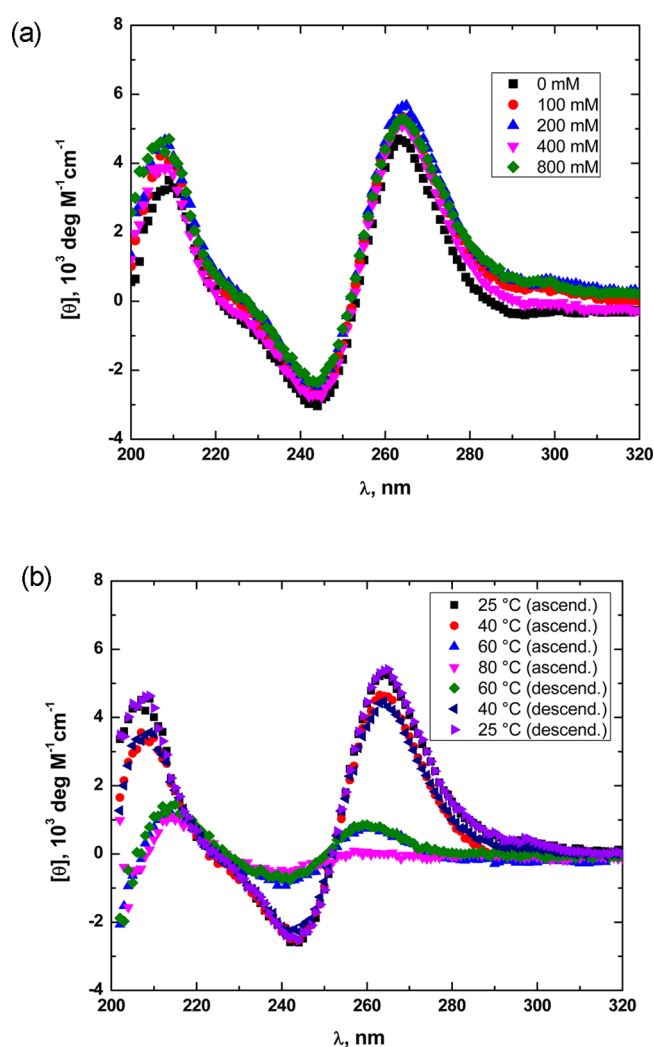 (a)
8
6
4
2
0
-2
-4
[θ], 10³ deg M⁻¹cm⁻¹
0 mM
100 mM
200 mM
400 mM
800 mM
200 220 240 260 280 300 320
λ, nm
(b)
8
6
4
2
0
-2
-4
[θ], 10³ deg M⁻¹cm⁻¹
25 °C (ascend.)
40 °C (ascend.)
60 °C (ascend.)
80 °C (ascend.)
60 °C (descend.)
40 °C (descend.)
25 °C (descend.)
200 220 240 260 280 300 320
λ, nm